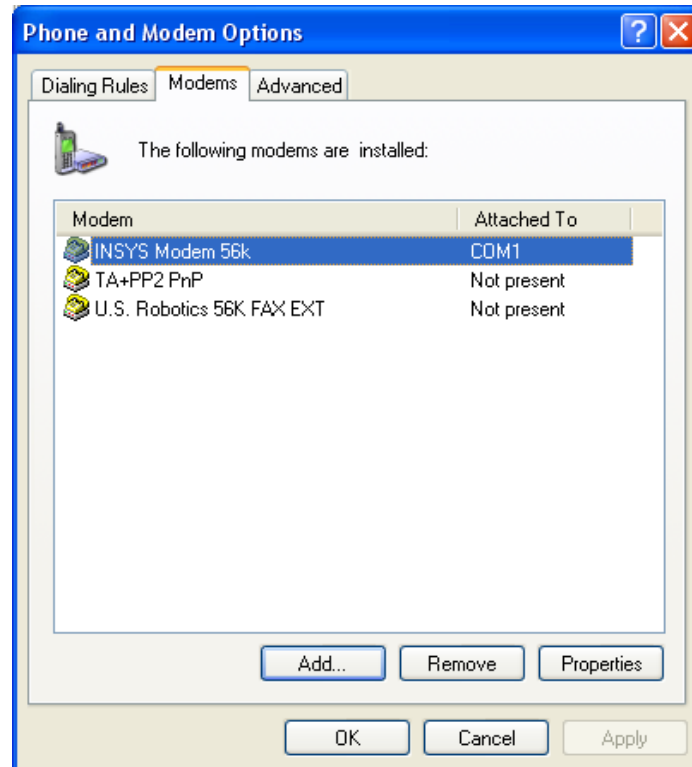 Phone and Modem Options
Dialing Rules Modems Advanced
The following modems are installed:
Modem Attached To
INSYS Modem 56k COM1
TA+PP2 PnP Not present
U.S. Robotics 56K FAX EXT Not present
Add... Remove Properties
OK Cancel Apply